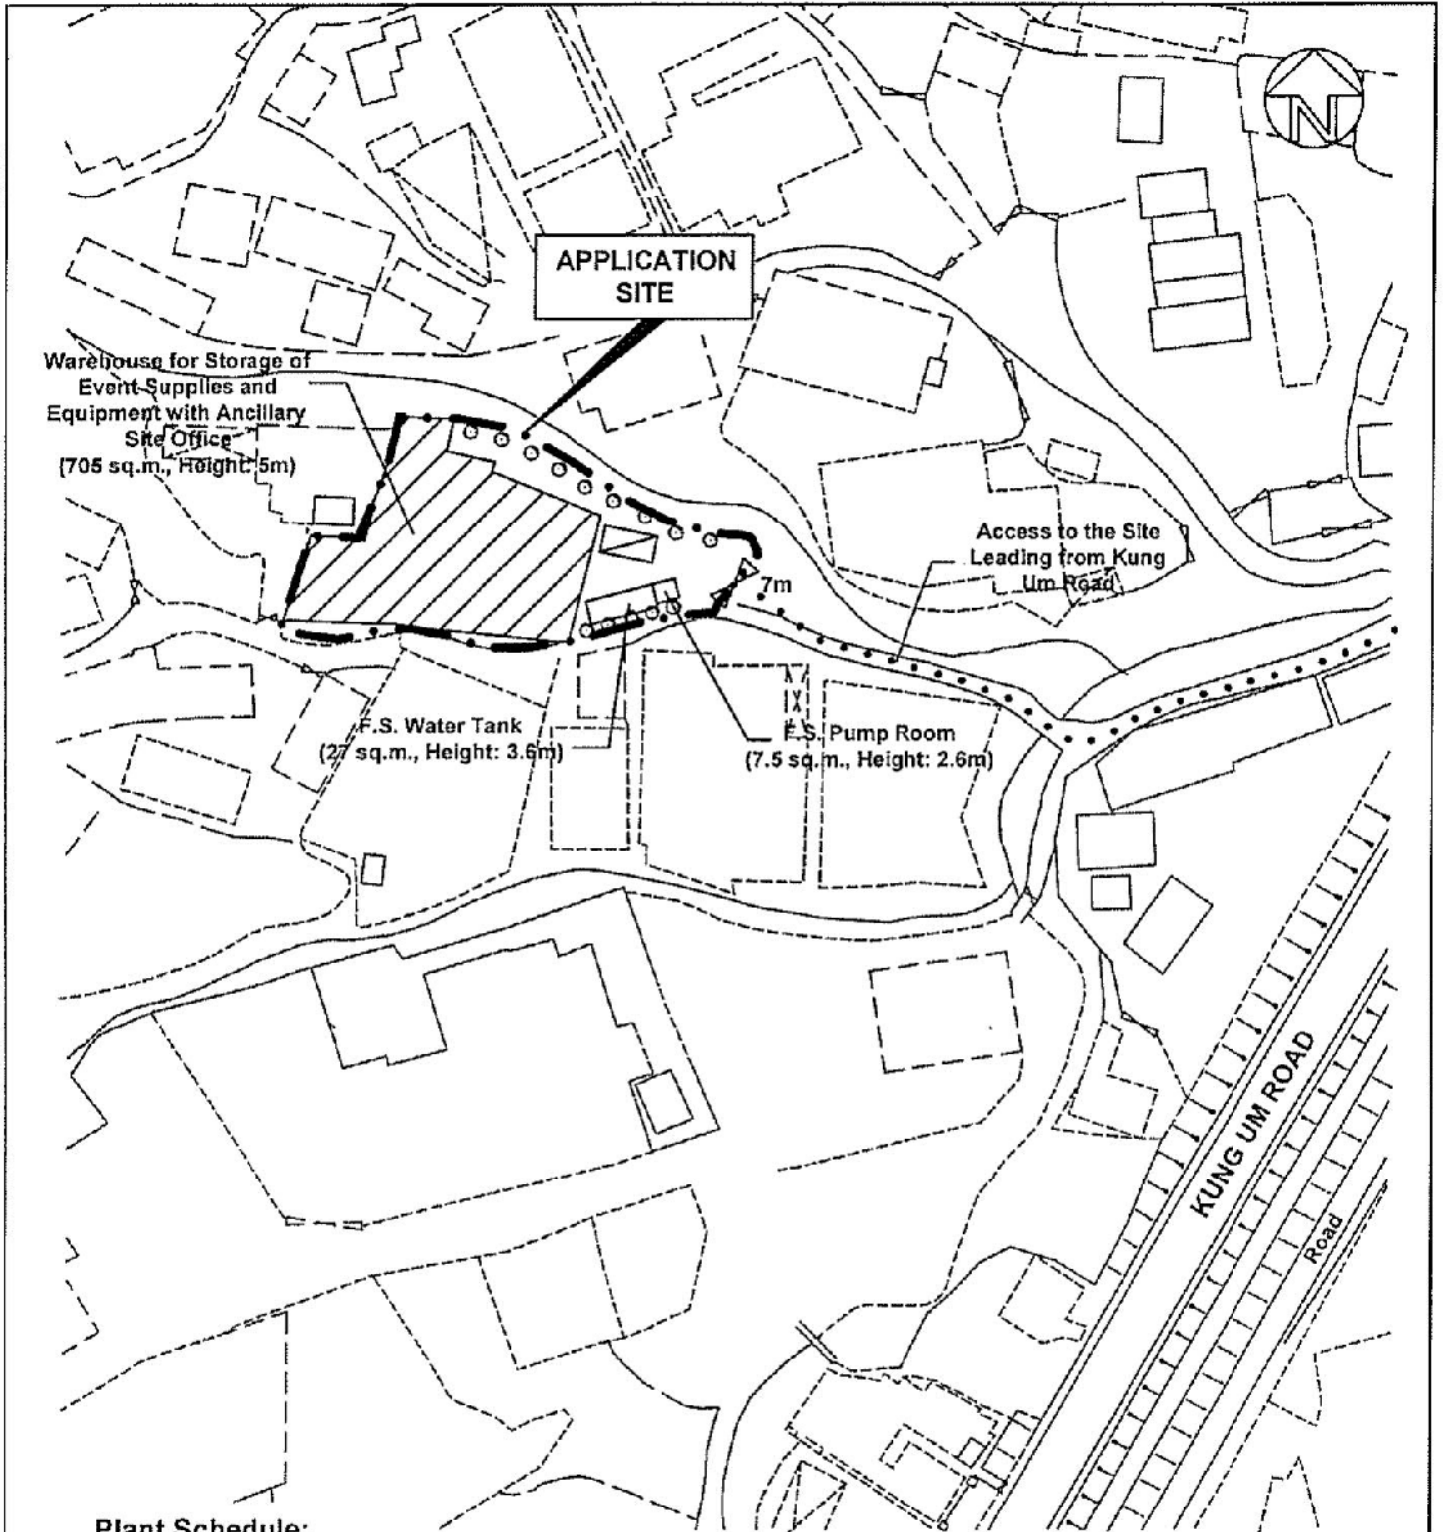 N
APPLICATION
SITE
Warehouse for Storage of
Event Supplies and
Equipment with Ancillary
Site Office
(705 sq.m., Height: 5m)
Access to the Site
Leading from Kung
Um Road
7m
F.S. Water Tank
(27 sq.m., Height: 3.6m)
F.S. Pump Room
(7.5 sq.m., Height: 2.6m)
KUNG UM ROAD
Road
Plant Schedule: